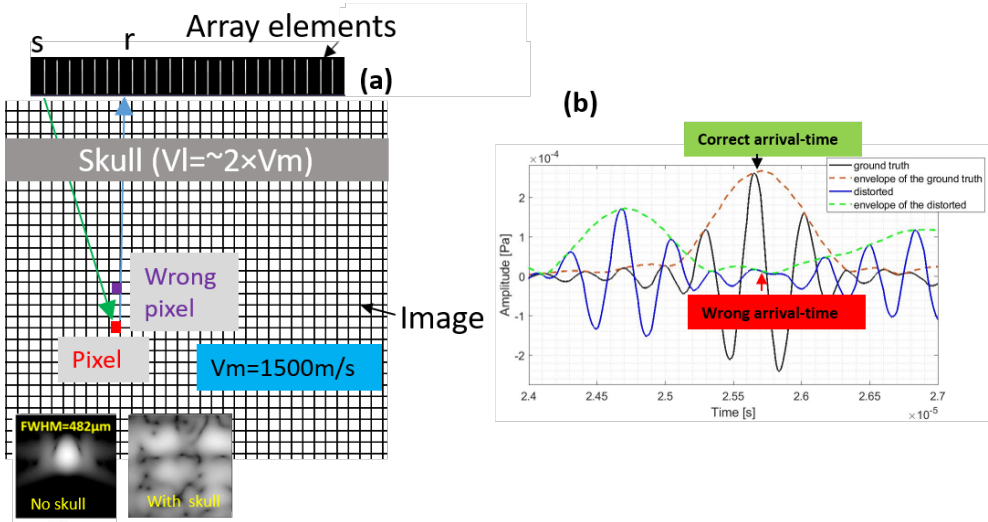 Array elements
s
r
(a)
Skull (Vl=~2×Vm)
Wrong
pixel
Pixel
Image
Vm=1500m/s
FWHM=482μm
No skull
With skull
(b)
Correct arrival-time
×10⁻⁴
ground truth
envelope of the ground truth
distorted
envelope of the distorted
Wrong arrival-time
Amplitude [Pa]
4
2
0
-1
-2
2.4
2.45
2.5
2.55
2.6
2.65
2.7
Time [s]
×10⁻⁵